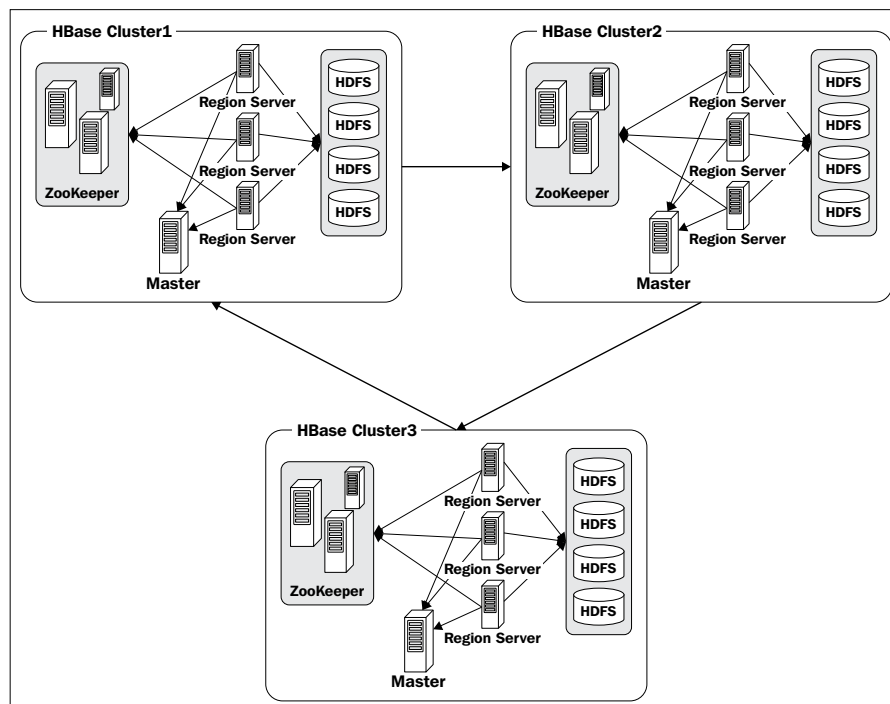 HBase Cluster1
Region Server
Region Server
Region Server
ZooKeeper
Master
HDFS
HDFS
HDFS
HDFS
HBase Cluster2
Region Server
Region Server
Region Server
ZooKeeper
Master
HDFS
HDFS
HDFS
HDFS
HBase Cluster3
Region Server
Region Server
Region Server
ZooKeeper
Master
HDFS
HDFS
HDFS
HDFS